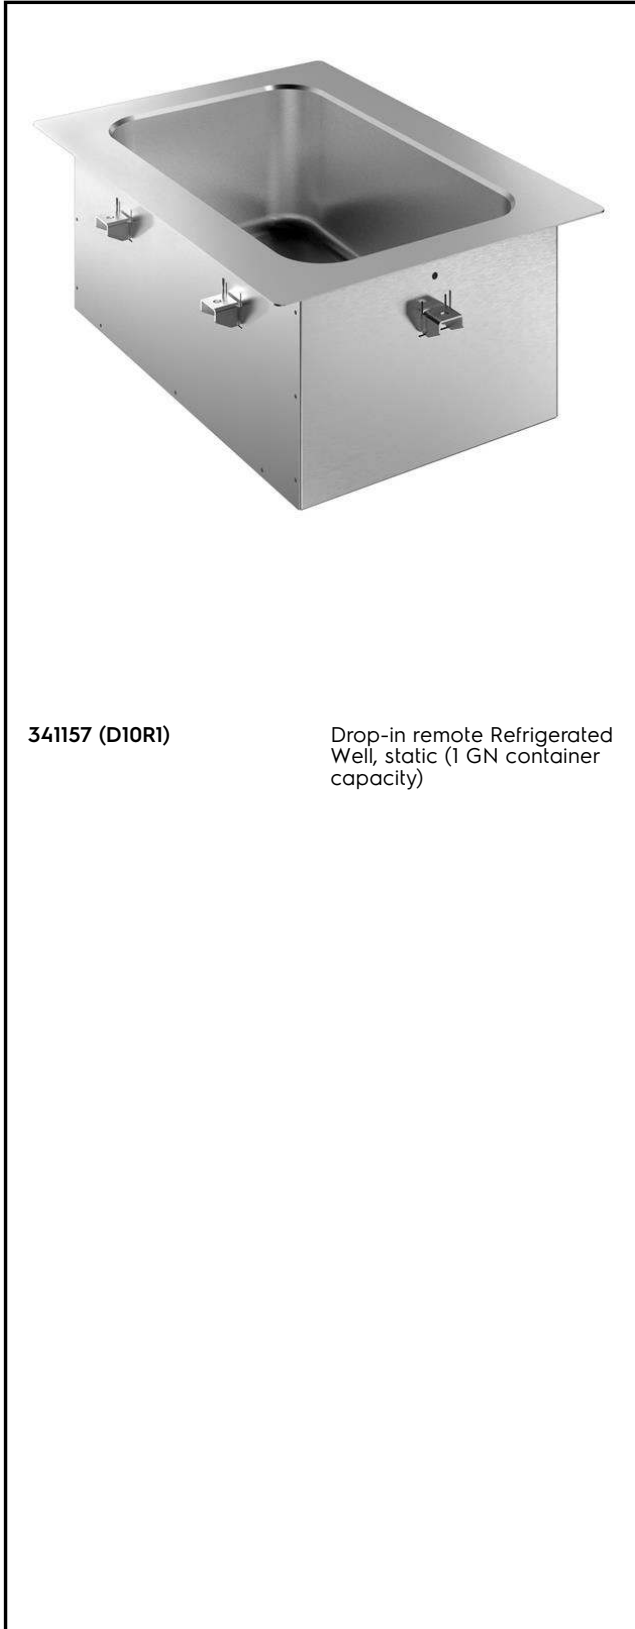 341157 (D10R1)
Drop-in remote Refrigerated
Well, static (1 GN container
capacity)